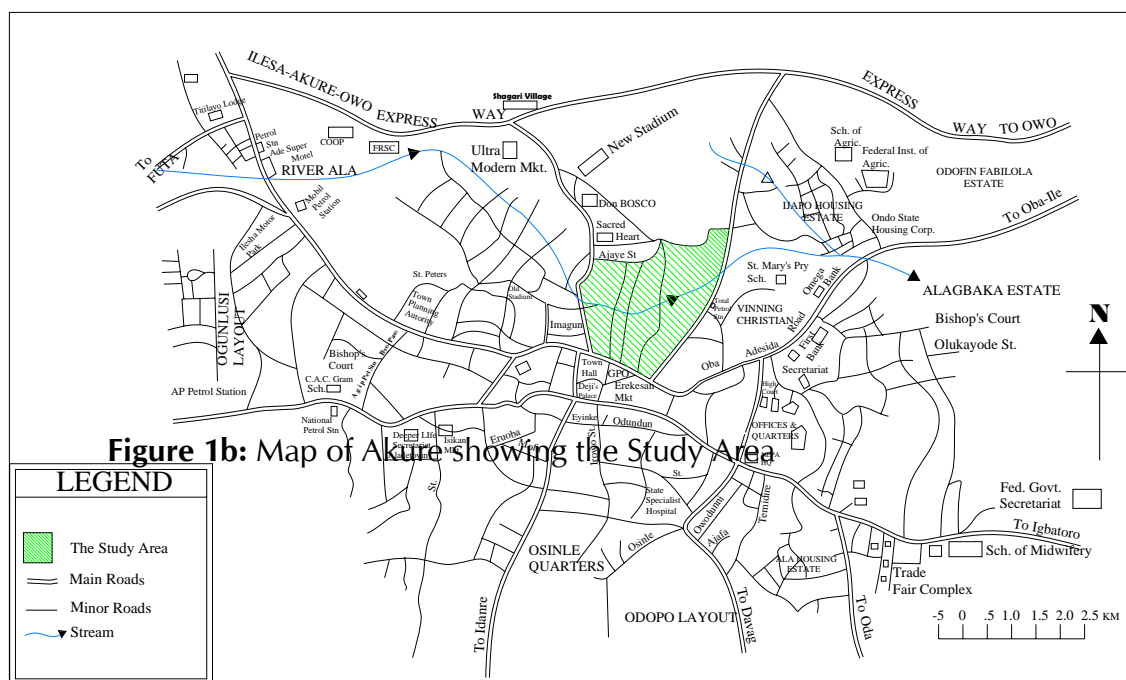 ILESA-AKURE-OWO
EXPRESS
WAY
Shagari Village
EXPRESS
WAY TO OWO
Titilayo Lodge
To
FUTA
Petrol
Stn
Ade Super
Motel
COOP
FRSC
RIVER ALA
Mobil
Petrol
Station
Ultra
Modern Mkt.
New Stadium
Sch. of
Agric.
Federal Inst. of
Agric.
ODOFIN FABILOLA
ESTATE
To Oba-Ile
IJAPO HOUSING
ESTATE
Ondo State
Housing Corp.
Don BOSCO
Sacred
Heart
Ajaye St
Ilesha Motor
Park
St. Peters
Old
Stadium
Town
Planning
Autority
Imagun
St. Mary's Pry
Sch.
Omega
Bank
ALAGBAKA ESTATE
Total
Petrol
Stn
VINNING
CHRISTIAN
Bishop's Court
Olukayode St.
N
OGUNLUSI
LAYOUT
Oba
Adesida
Road
First
Bank
Secretariat
Bishop's
Court
C.A.C. Gram
Sch.
AP Petrol Station
National
Petrol Stn
Town
Hall
GPO
Deji's
Palace
Erekesan
Mkt
High
Court
OFFICES &
QUARTERS
Eyinke
Odundun
Deeper LIfe
Secretariat
Isikan
Eruoba
Figure 1b: Map of Akure showing the Study Area
HQ
St.
St.
State
Specialist
Hospital
Owodunni
Temidire
Ajafa
Osinle
Fed. Govt.
Secretariat
To Igbatoro
Sch. of Midwifery
OSINLE
QUARTERS
ALA HOUSING
ESTATE
Trade
Fair Complex
ODOPO LAYOUT
To Idanre
To Davag
To Oda
-5 0 .5 1.0 1.5 2.0 2.5 KM
LEGEND
The Study Area
Main Roads
Minor Roads
Stream